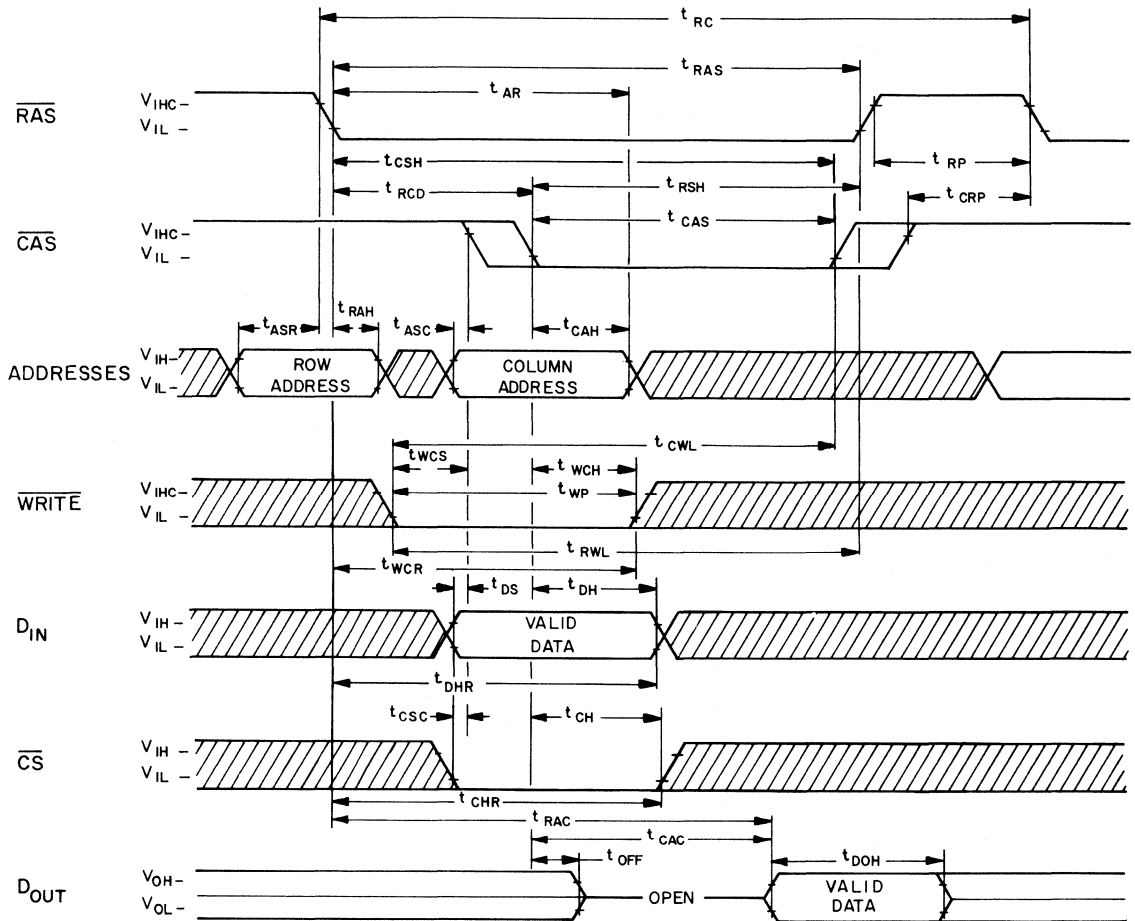 t RC
t RAS
t AR
RAS
V IHC-
V IL -
t CSH
t RP
t RCD
t RSH
t CRP
t CAS
CAS
V IHC-
V IL -
t RAH
t ASR
t ASC
t CAH
ADDRESSES
V IH-
V IL-
ROW ADDRESS
COLUMN ADDRESS
t CWL
t WCS
t WCH
t WP
WRITE
V IHC-
V IL -
t RWL
t WCR
t DS
t DH
D IN
V IH-
V IL -
VALID DATA
t DHR
t CSC
t CH
CS
V IH -
V IL -
t CHR
t RAC
t CAC
t OFF
t DOH
D OUT
V OH-
V OL-
OPEN
VALID DATA